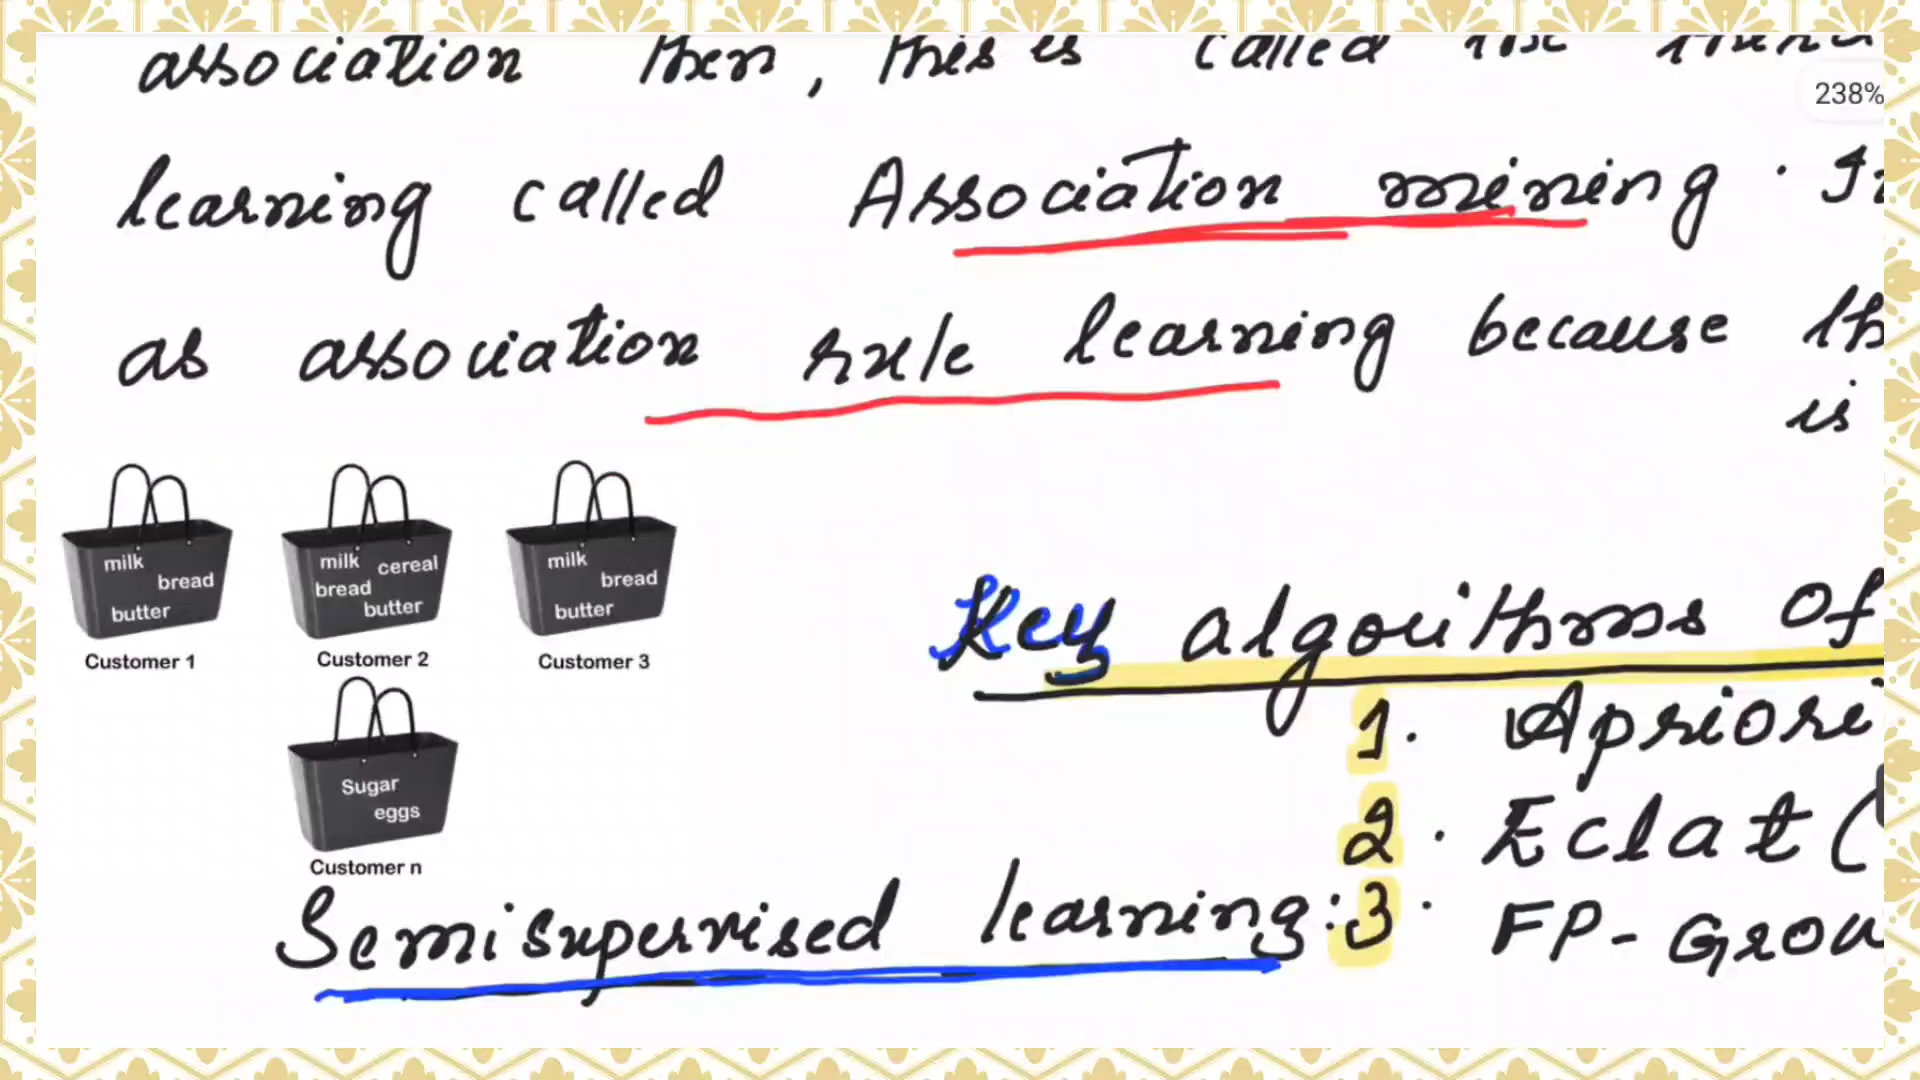 association then, this is called the
238%
learning called Association mining.
as association rule learning because
is
milk bread butter
Customer 1
milk cereal bread butter
Customer 2
milk bread butter
Customer 3
Key algorithms of
1. Apriori
Sugar eggs
Customer n
2. Eclat (
Semisupervised learning:
3. FP-Grow